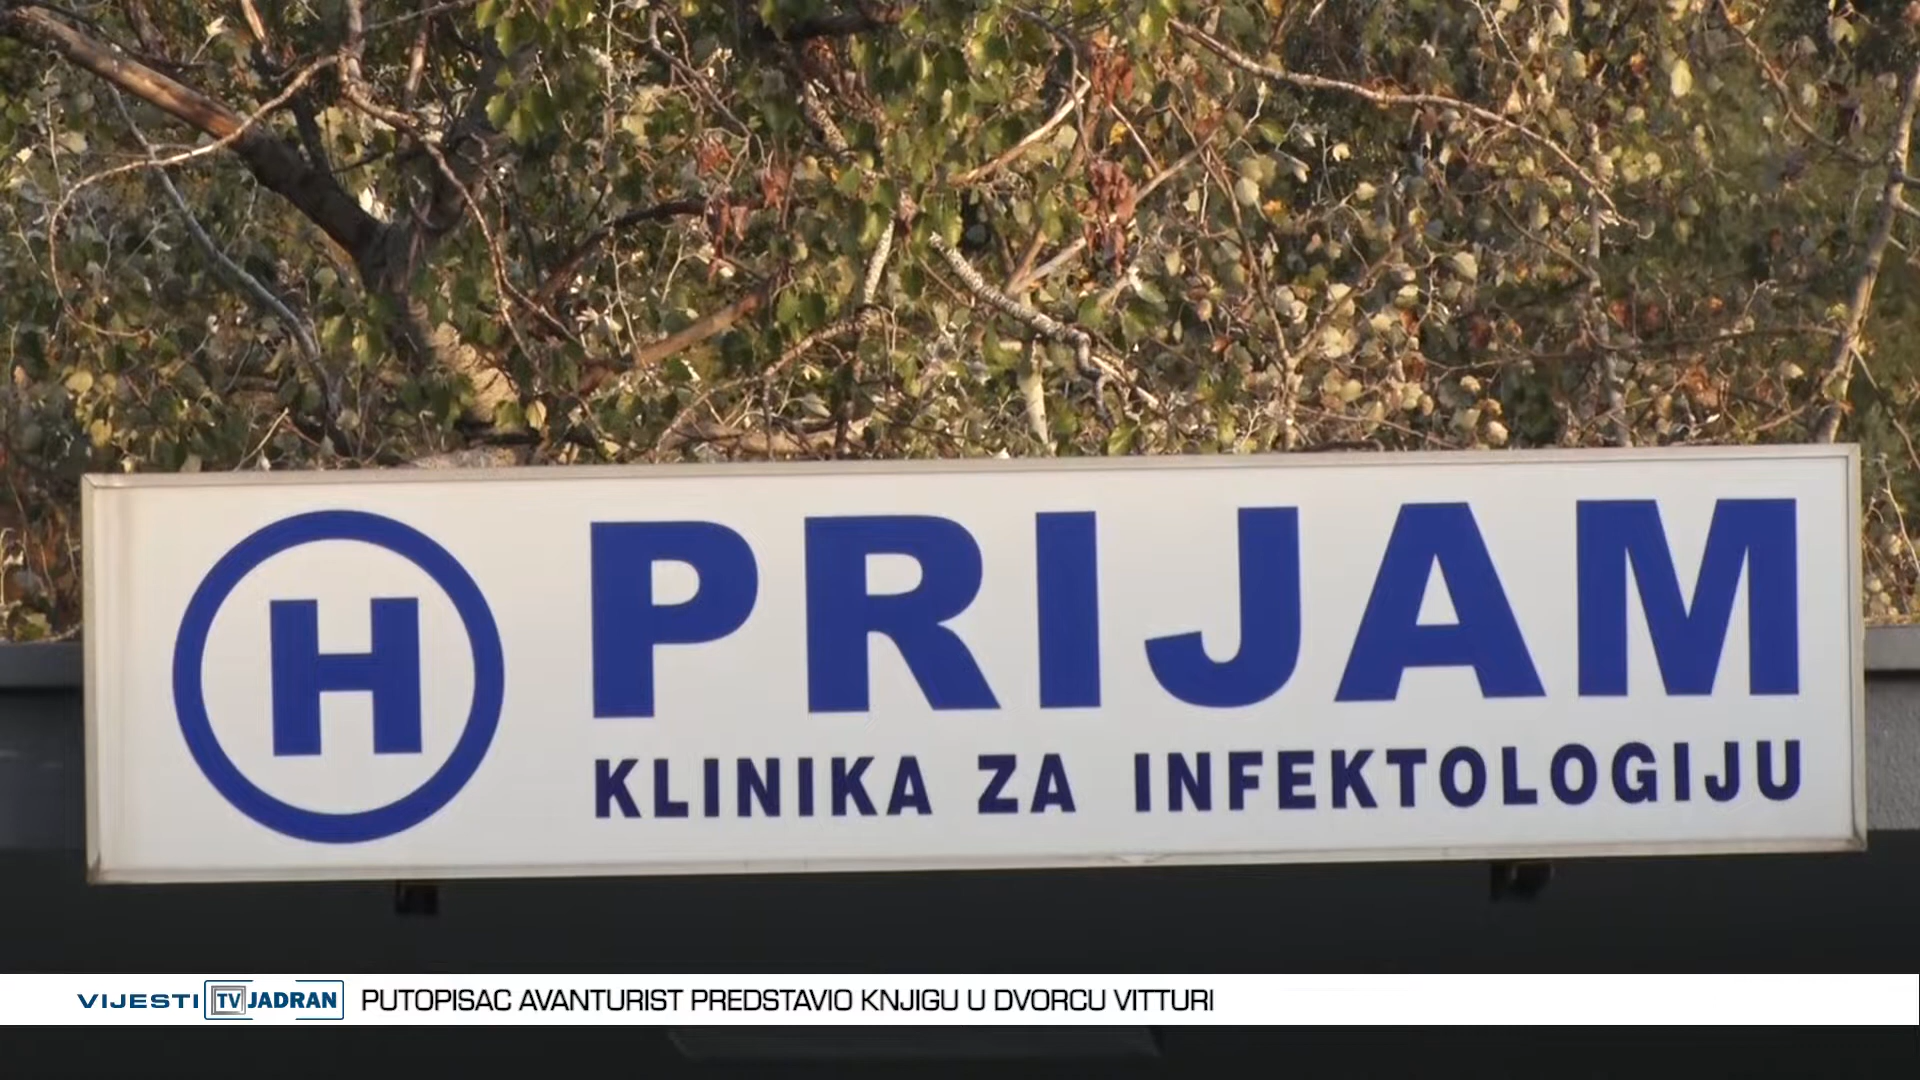 H PRIJAM
KLINIKA ZA INFEKTOLOGIJU
VIJESTI TV JADRAN PUTOPISAC AVANTURIST PREDSTAVIO KNJIGU U DVORCU VITTURI